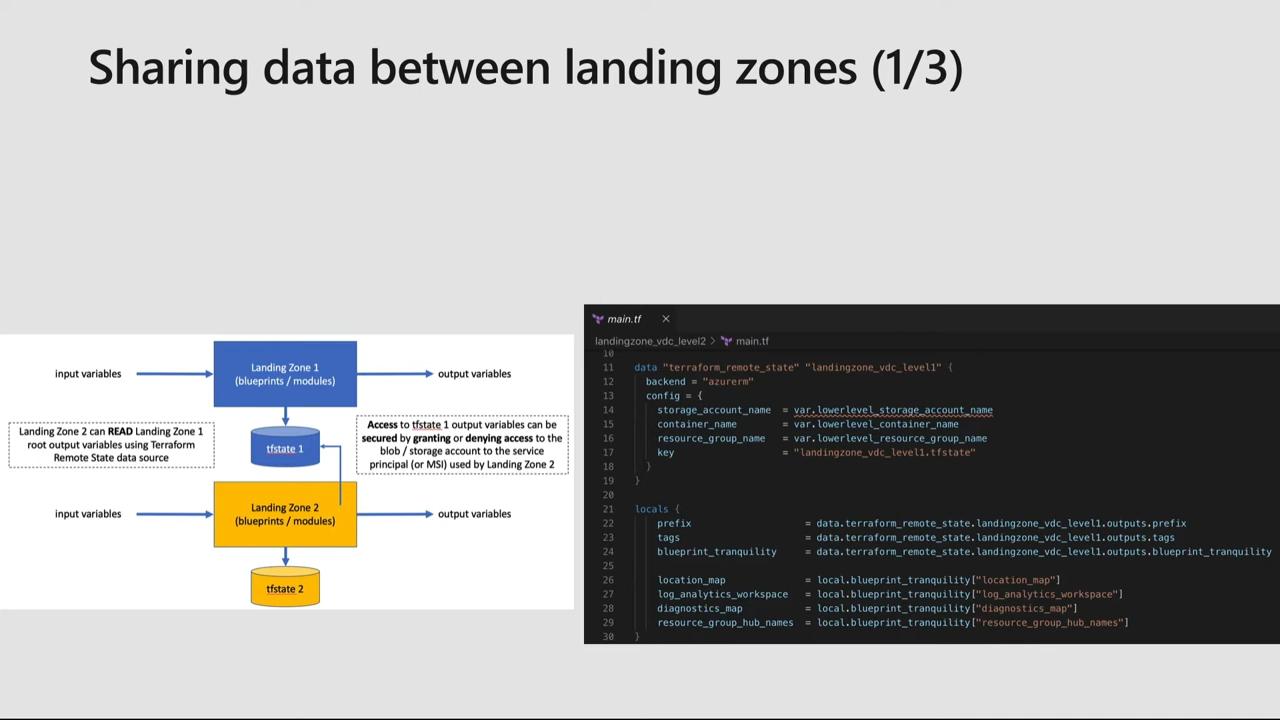 Sharing data between landing zones (1/3)
Landing Zone 1
(blueprints / modules)
input variables
output variables
Landing Zone 2 can READ Landing Zone 1
root output variables using Terraform
Remote State data source
tfstate 1
Access to tfstate 1 output variables can be
secured by granting or denying access to the
blob / storage account to the service
principal (or MSI) used by Landing Zone 2
Landing Zone 2
(blueprints / modules)
input variables
output variables
tfstate 2
main.tf ×
landingzone_vdc_level2 > main.tf
10
11 data "terraform_remote_state" "landingzone_vdc_level1" {
12 backend = "azurerm"
13 config = {
14 storage_account_name = var.lowerlevel_storage_account_name
15 container_name = var.lowerlevel_container_name
16 resource_group_name = var.lowerlevel_resource_group_name
17 key = "landingzone_vdc_level1.tfstate"
18 }
19 }
20
21 locals {
22 prefix = data.terraform_remote_state.landingzone_vdc_level1.outputs.prefix
23 tags = data.terraform_remote_state.landingzone_vdc_level1.outputs.tags
24 blueprint_tranquility = data.terraform_remote_state.landingzone_vdc_level1.outputs.blueprint_tranquility
25
26 location_map = local.blueprint_tranquility["location_map"]
27 log_analytics_workspace = local.blueprint_tranquility["log_analytics_workspace"]
28 diagnostics_map = local.blueprint_tranquility["diagnostics_map"]
29 resource_group_hub_names = local.blueprint_tranquility["resource_group_hub_names"]
30 }